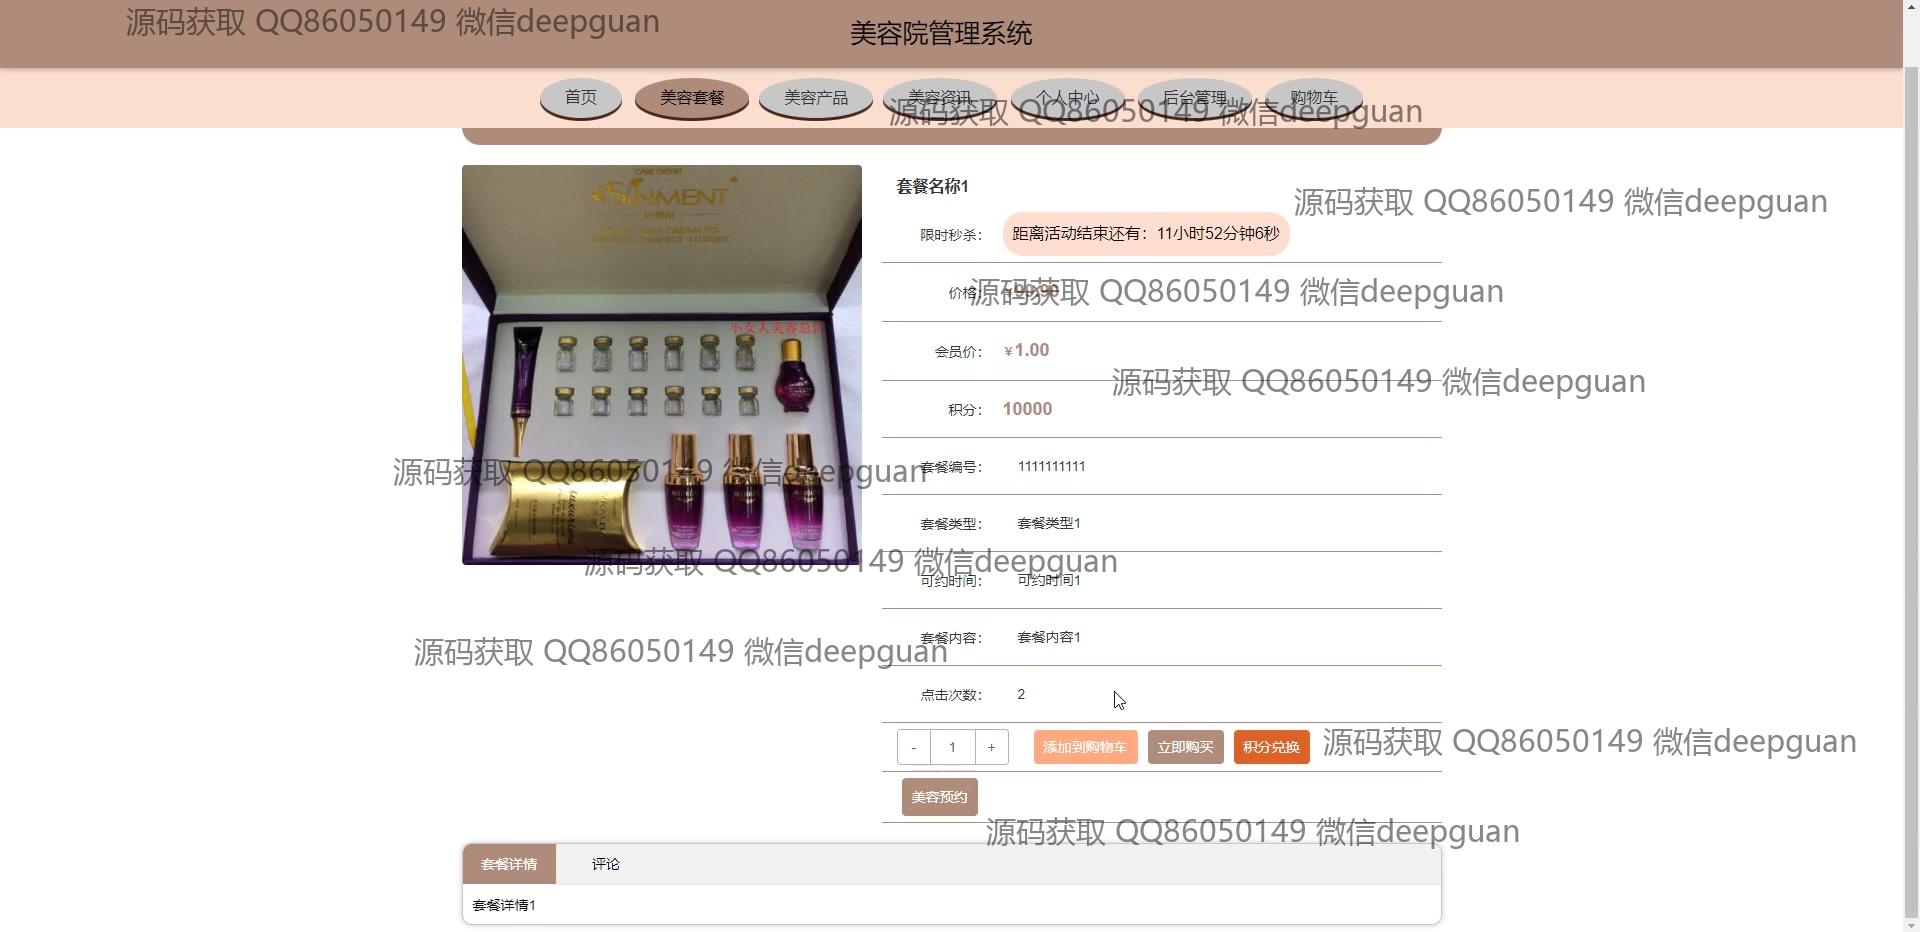 源码获取 QQ86050149 微信deepguan
美容院管理系统
首页 美容套餐 美容产品 美容资讯 个人中心 后台管理 购物车
源码获取 QQ86050149 微信deepguan
CARE EXPERT
SiNMENT
小女人美容总汇
套餐名称1
源码获取 QQ86050149 微信deepguan
限时秒杀： 距离活动结束还有：11小时52分钟6秒
价格： ￥99.90
源码获取 QQ86050149 微信deepguan
会员价： ￥1.00
源码获取 QQ86050149 微信deepguan
积分： 10000
套餐编号： 1111111111
源码获取 QQ86050149 微信deepguan
套餐类型： 套餐类型1
源码获取 QQ86050149 微信deepguan
可约时间： 可约时间1
套餐内容： 套餐内容1
源码获取 QQ86050149 微信deepguan
点击次数： 2
- 1 + 添加到购物车 立即购买 积分兑换
源码获取 QQ86050149 微信deepguan
美容预约
源码获取 QQ86050149 微信deepguan
套餐详情 评论
套餐详情1